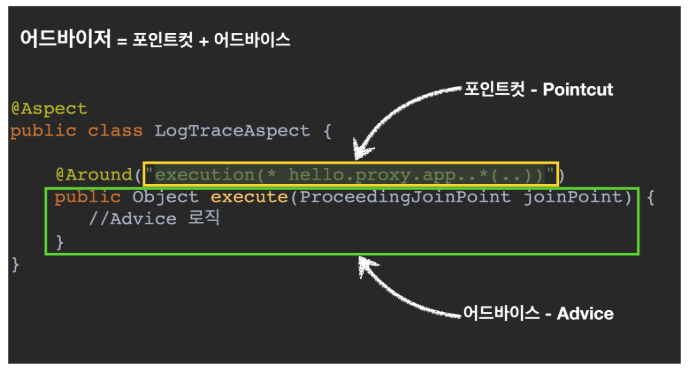 어드바이저 = 포인트컷 + 어드바이스
포인트컷 - Pointcut
@Aspect
public class LogTraceAspect {
@Around("execution(* hello.proxy.app..*(..))")
public Object execute(ProceedingJoinPoint joinPoint) {
//Advice 로직
}
}
어드바이스 - Advice